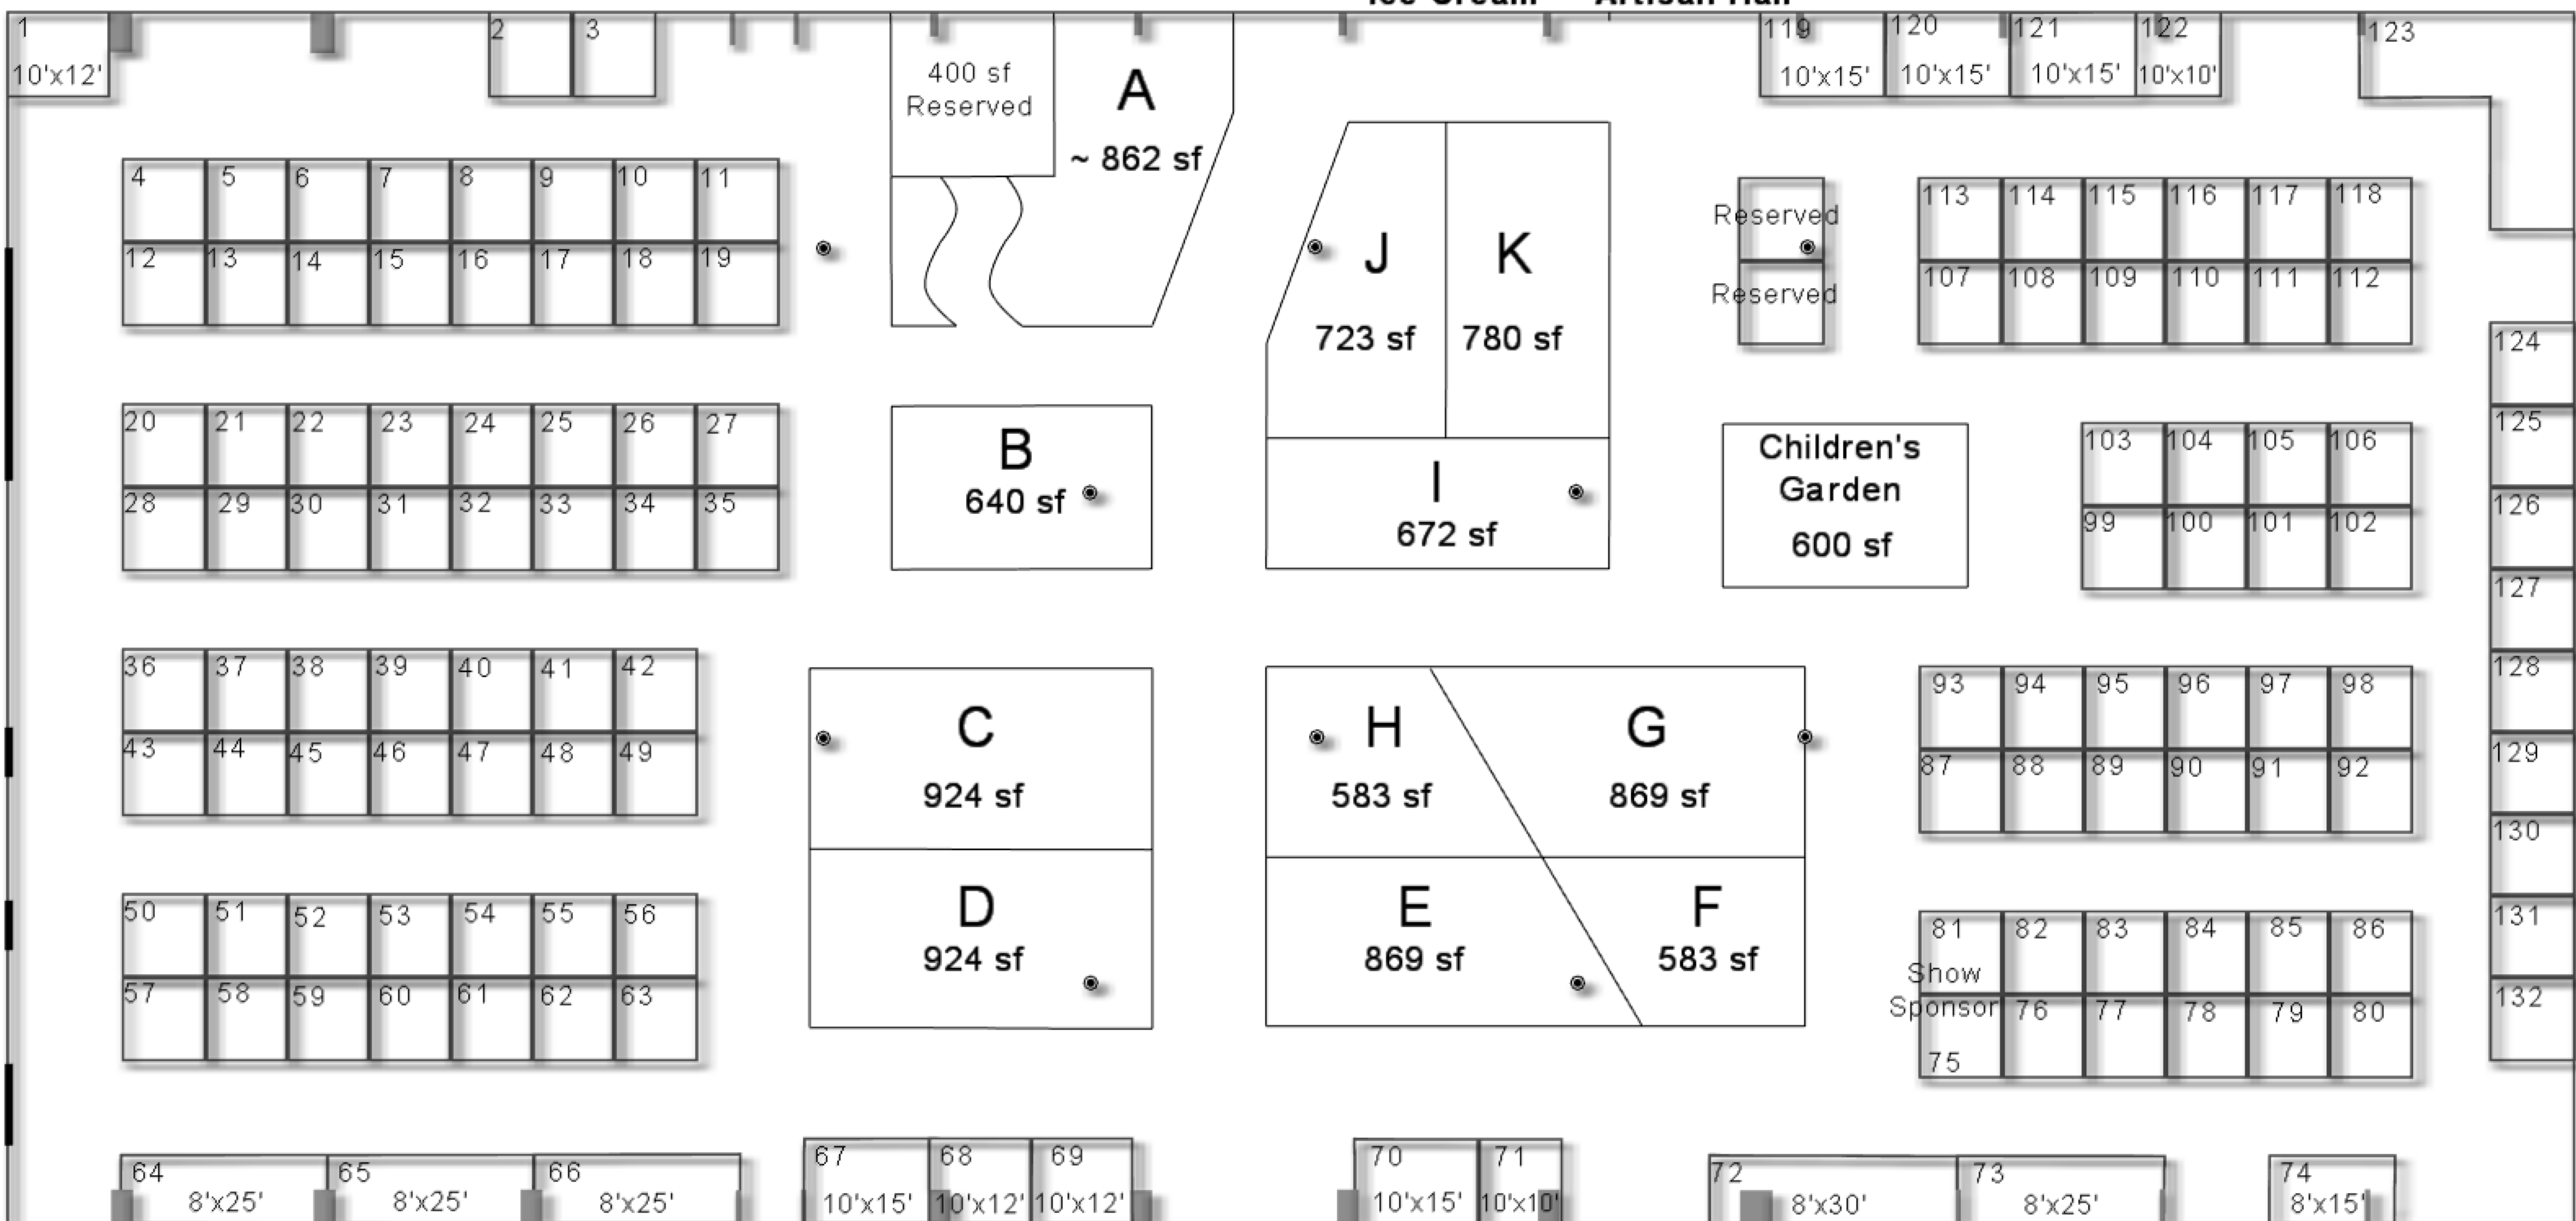 Ice Cream Artisan Hall
1 2 3 119 120 121 122 123
10'x12' 400 sf A 10'x15' 10'x15' 10'x15' 10'x10'
Reserved
~ 862 sf
4 5 6 7 8 9 10 11 113 114 115 116 117 118
Reserved
12 13 14 15 16 17 18 19 J K 107 108 109 110 111 112
Reserved
723 sf 780 sf 124
20 21 22 23 24 25 26 27 B Children's 103 104 105 106 125
Garden
28 29 30 31 32 33 34 35 640 sf I 99 100 101 102 126
672 sf 600 sf
127
36 37 38 39 40 41 42 93 94 95 96 97 98 128
43 44 45 46 47 48 49 C H G 87 88 89 90 91 92 129
924 sf 583 sf 869 sf 130
50 51 52 53 54 55 56 D E F 81 82 83 84 85 86 131
924 sf 869 sf 583 sf Show
57 58 59 60 61 62 63 Sponsor 76 77 78 79 80 132
75
64 65 66 67 68 69 70 71 72 73 74
8'x25' 8'x25' 8'x25' 10'x15' 10'x12' 10'x12' 10'x15' 10'x10' 8'x30' 8'x25' 8'x15'